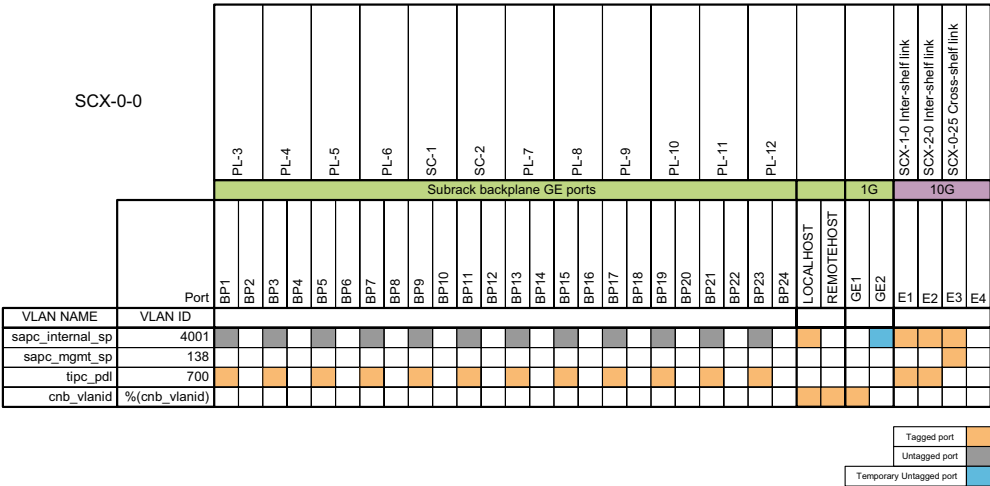 SCX-0-0
PL-3 PL-4 PL-5 PL-6 SC-1 SC-2 PL-7 PL-8 PL-9 PL-10 PL-11 PL-12 SCX-1-0 Inter-shelf link SCX-2-0 Inter-shelf link SCX-0-25 Cross-shelf link
Subrack backplane GE ports 1G 10G
Port BP1 BP2 BP3 BP4 BP5 BP6 BP7 BP8 BP9 BP10 BP11 BP12 BP13 BP14 BP15 BP16 BP17 BP18 BP19 BP20 BP21 BP22 BP23 BP24 LOCALHOST REMOTEHOST GE1 GE2 E1 E2 E3 E4
VLAN NAME VLAN ID
sapc_internal_sp 4001
sapc_mgmt_sp 138
tipc_pdl 700
cnb_vlanid %(cnb_vlanid)
Tagged port
Untagged port
Temporary Untagged port